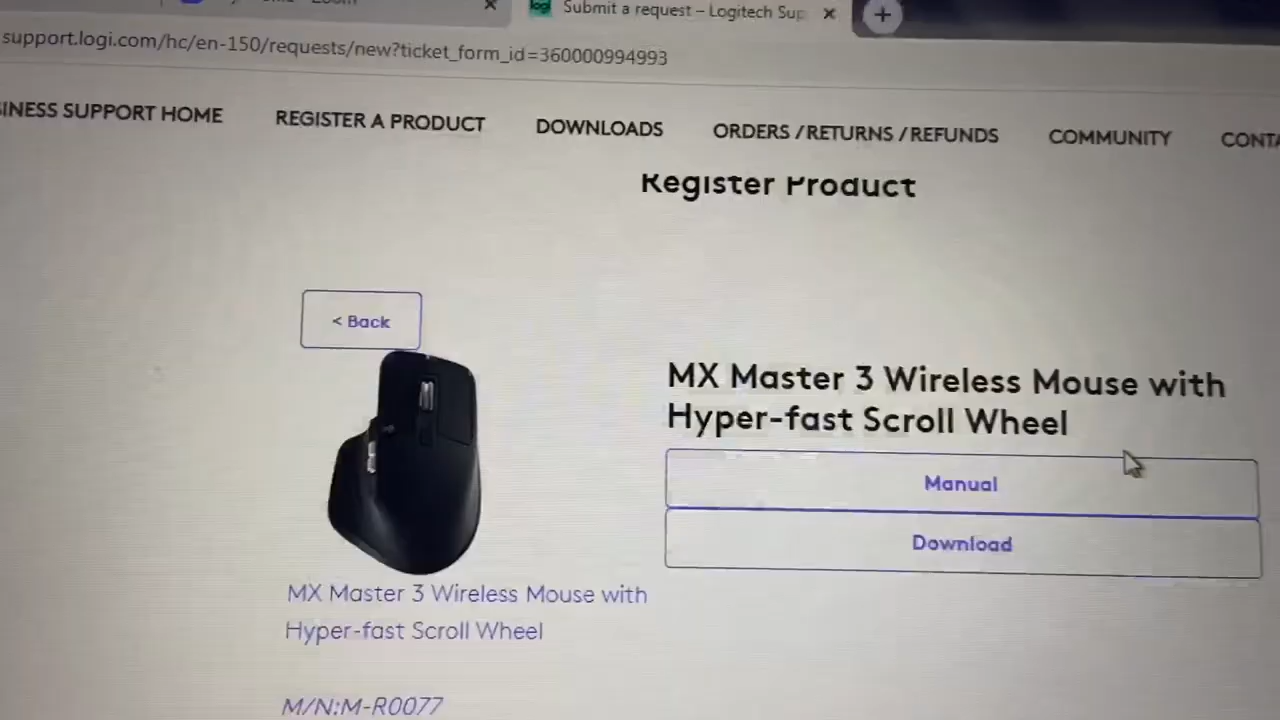 logi Submit a request – Logitech Sup
support.logi.com/hc/en-150/requests/new?ticket_form_id=360000994993
INESS SUPPORT HOME REGISTER A PRODUCT DOWNLOADS ORDERS / RETURNS / REFUNDS COMMUNITY CONTA
Register Product
< Back
MX Master 3 Wireless Mouse with
Hyper-fast Scroll Wheel
Manual
Download
MX Master 3 Wireless Mouse with
Hyper-fast Scroll Wheel
M/N:M-R0077